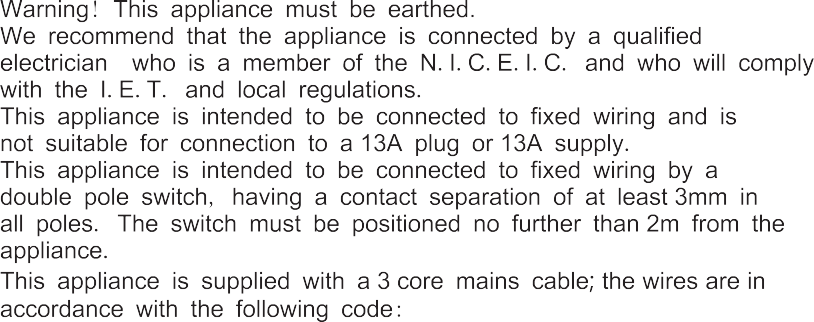 Warning! This appliance must be earthed.
We recommend that the appliance is connected by a qualified
electrician who is a member of the N.I.C.E.I.C. and who will comply
with the I.E.T. and local regulations.
This appliance is intended to be connected to fixed wiring and is
not suitable for connection to a 13A plug or 13A supply.
This appliance is intended to be connected to fixed wiring by a
double pole switch, having a contact separation of at least 3mm in
all poles. The switch must be positioned no further than 2m from the
appliance.
This appliance is supplied with a 3 core mains cable; the wires are in
accordance with the following code: